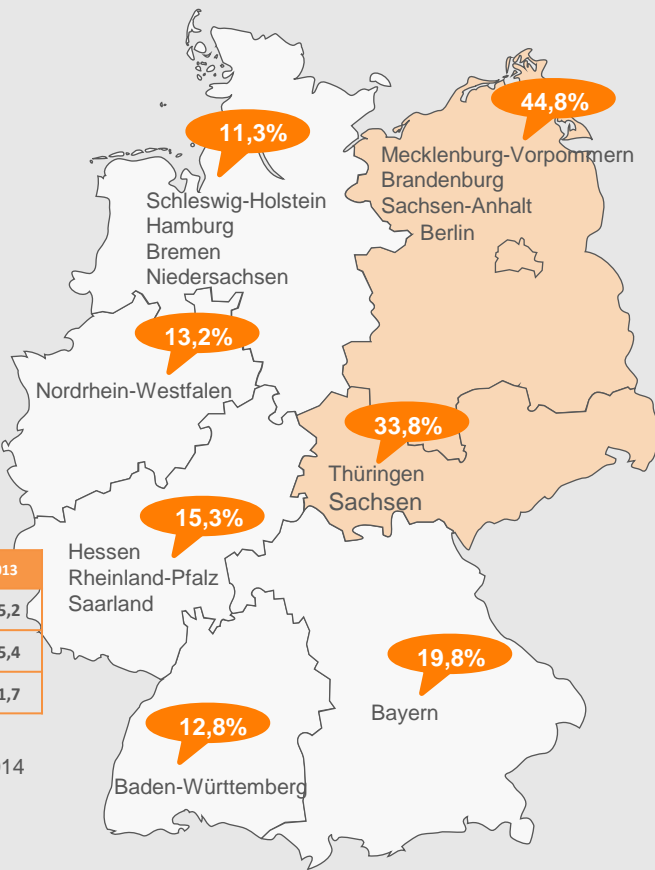 44,8%
Mecklenburg-Vorpommern
Brandenburg
Sachsen-Anhalt
Berlin
11,3%
Schleswig-Holstein
Hamburg
Bremen
Niedersachsen
13,2%
Nordrhein-Westfalen
33,8%
Thüringen
Sachsen
15,3%
Hessen
Rheinland-Pfalz
Saarland
19,8%
Bayern
12,8%
Baden-Württemberg